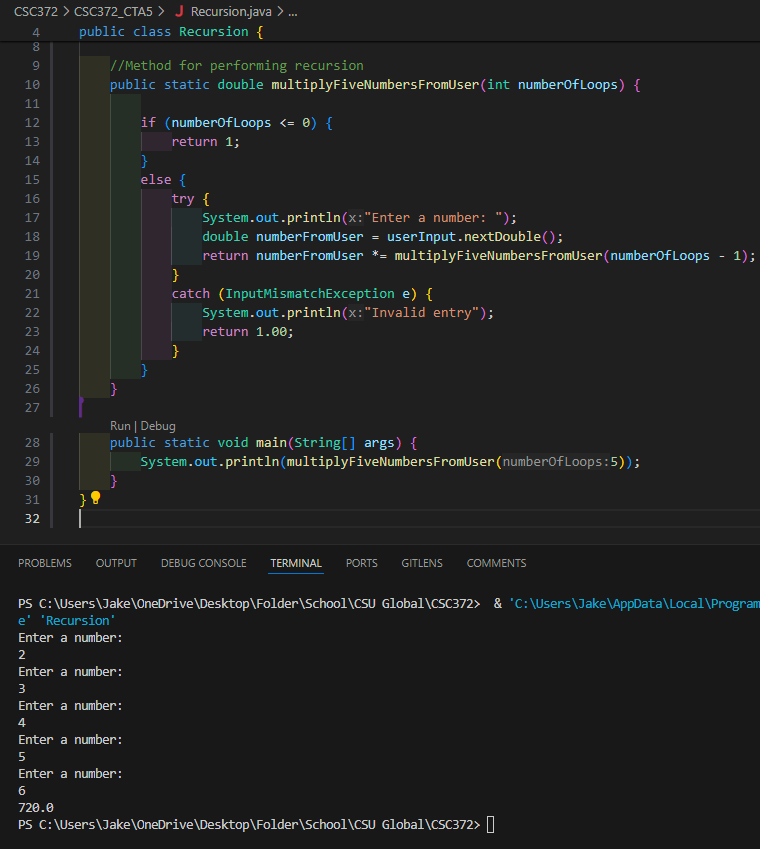 CSC372 > CSC372_CTA5 > J Recursion.java > ...
4 public class Recursion {
8
9 //Method for performing recursion
10 public static double multiplyFiveNumbersFromUser(int numberOfLoops) {
11
12 if (numberOfLoops <= 0) {
13 return 1;
14 }
15 else {
16 try {
17 System.out.println(x:"Enter a number: ");
18 double numberFromUser = userInput.nextDouble();
19 return numberFromUser *= multiplyFiveNumbersFromUser(numberOfLoops - 1);
20 }
21 catch (InputMismatchException e) {
22 System.out.println(x:"Invalid entry");
23 return 1.00;
24 }
25 }
26 }
27
Run | Debug
28 public static void main(String[] args) {
29 System.out.println(multiplyFiveNumbersFromUser(numberOfLoops:5));
30 }
31 }
32
PROBLEMS OUTPUT DEBUG CONSOLE TERMINAL PORTS GITLENS COMMENTS
PS C:\Users\Jake\OneDrive\Desktop\Folder\School\CSU Global\CSC372> & 'C:\Users\Jake\AppData\Local\Program
e' 'Recursion'
Enter a number:
2
Enter a number:
3
Enter a number:
4
Enter a number:
5
Enter a number:
6
720.0
PS C:\Users\Jake\OneDrive\Desktop\Folder\School\CSU Global\CSC372>